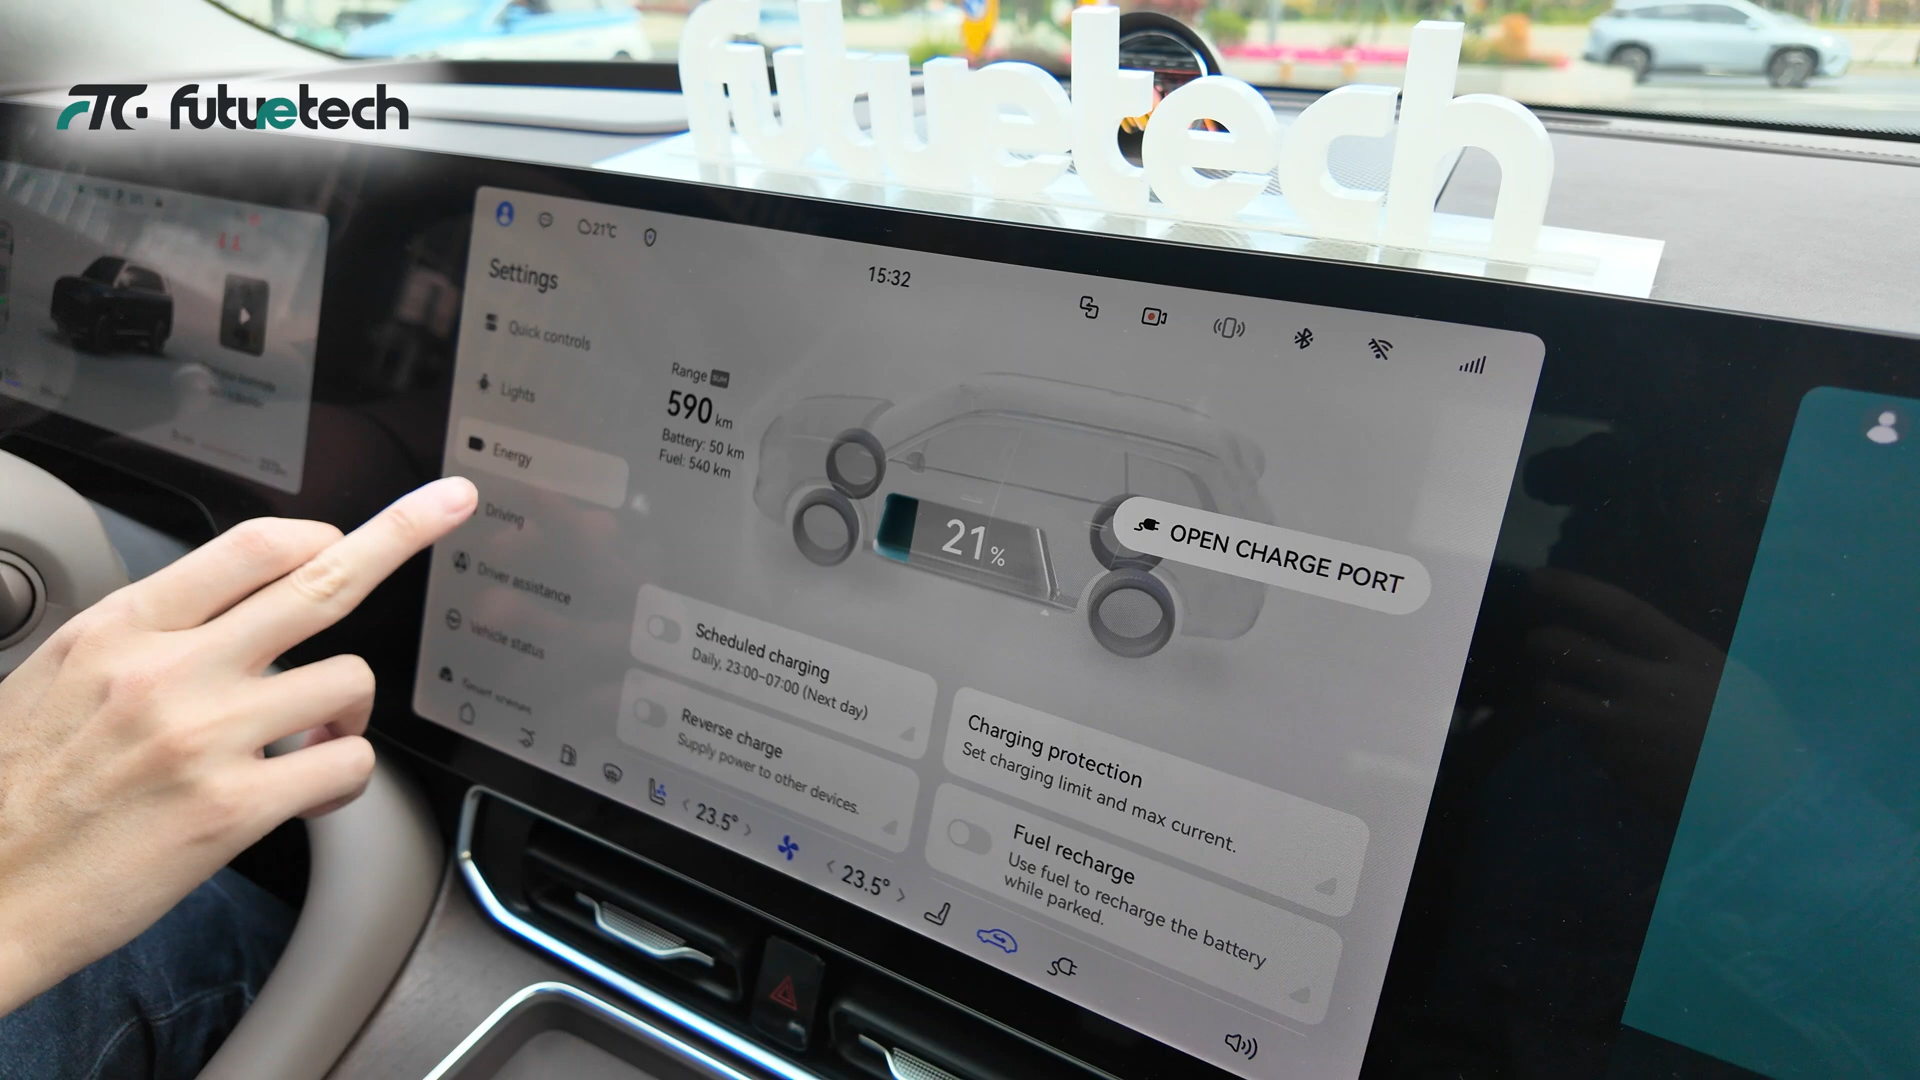 FTC· futuetech
futuetech
21°C
Settings
15:32
Quick controls
Lights
Energy
Driving
Driver assistance
Vehicle status
Range
590 km
Battery: 50 km
Fuel: 540 km
21%
OPEN CHARGE PORT
Scheduled charging
Daily, 23:00–07:00 (Next day)
Reverse charge
Supply power to other devices.
Charging protection
Set charging limit and max current.
Fuel recharge
Use fuel to recharge the battery
while parked.
< 23.5° >
< 23.5° >